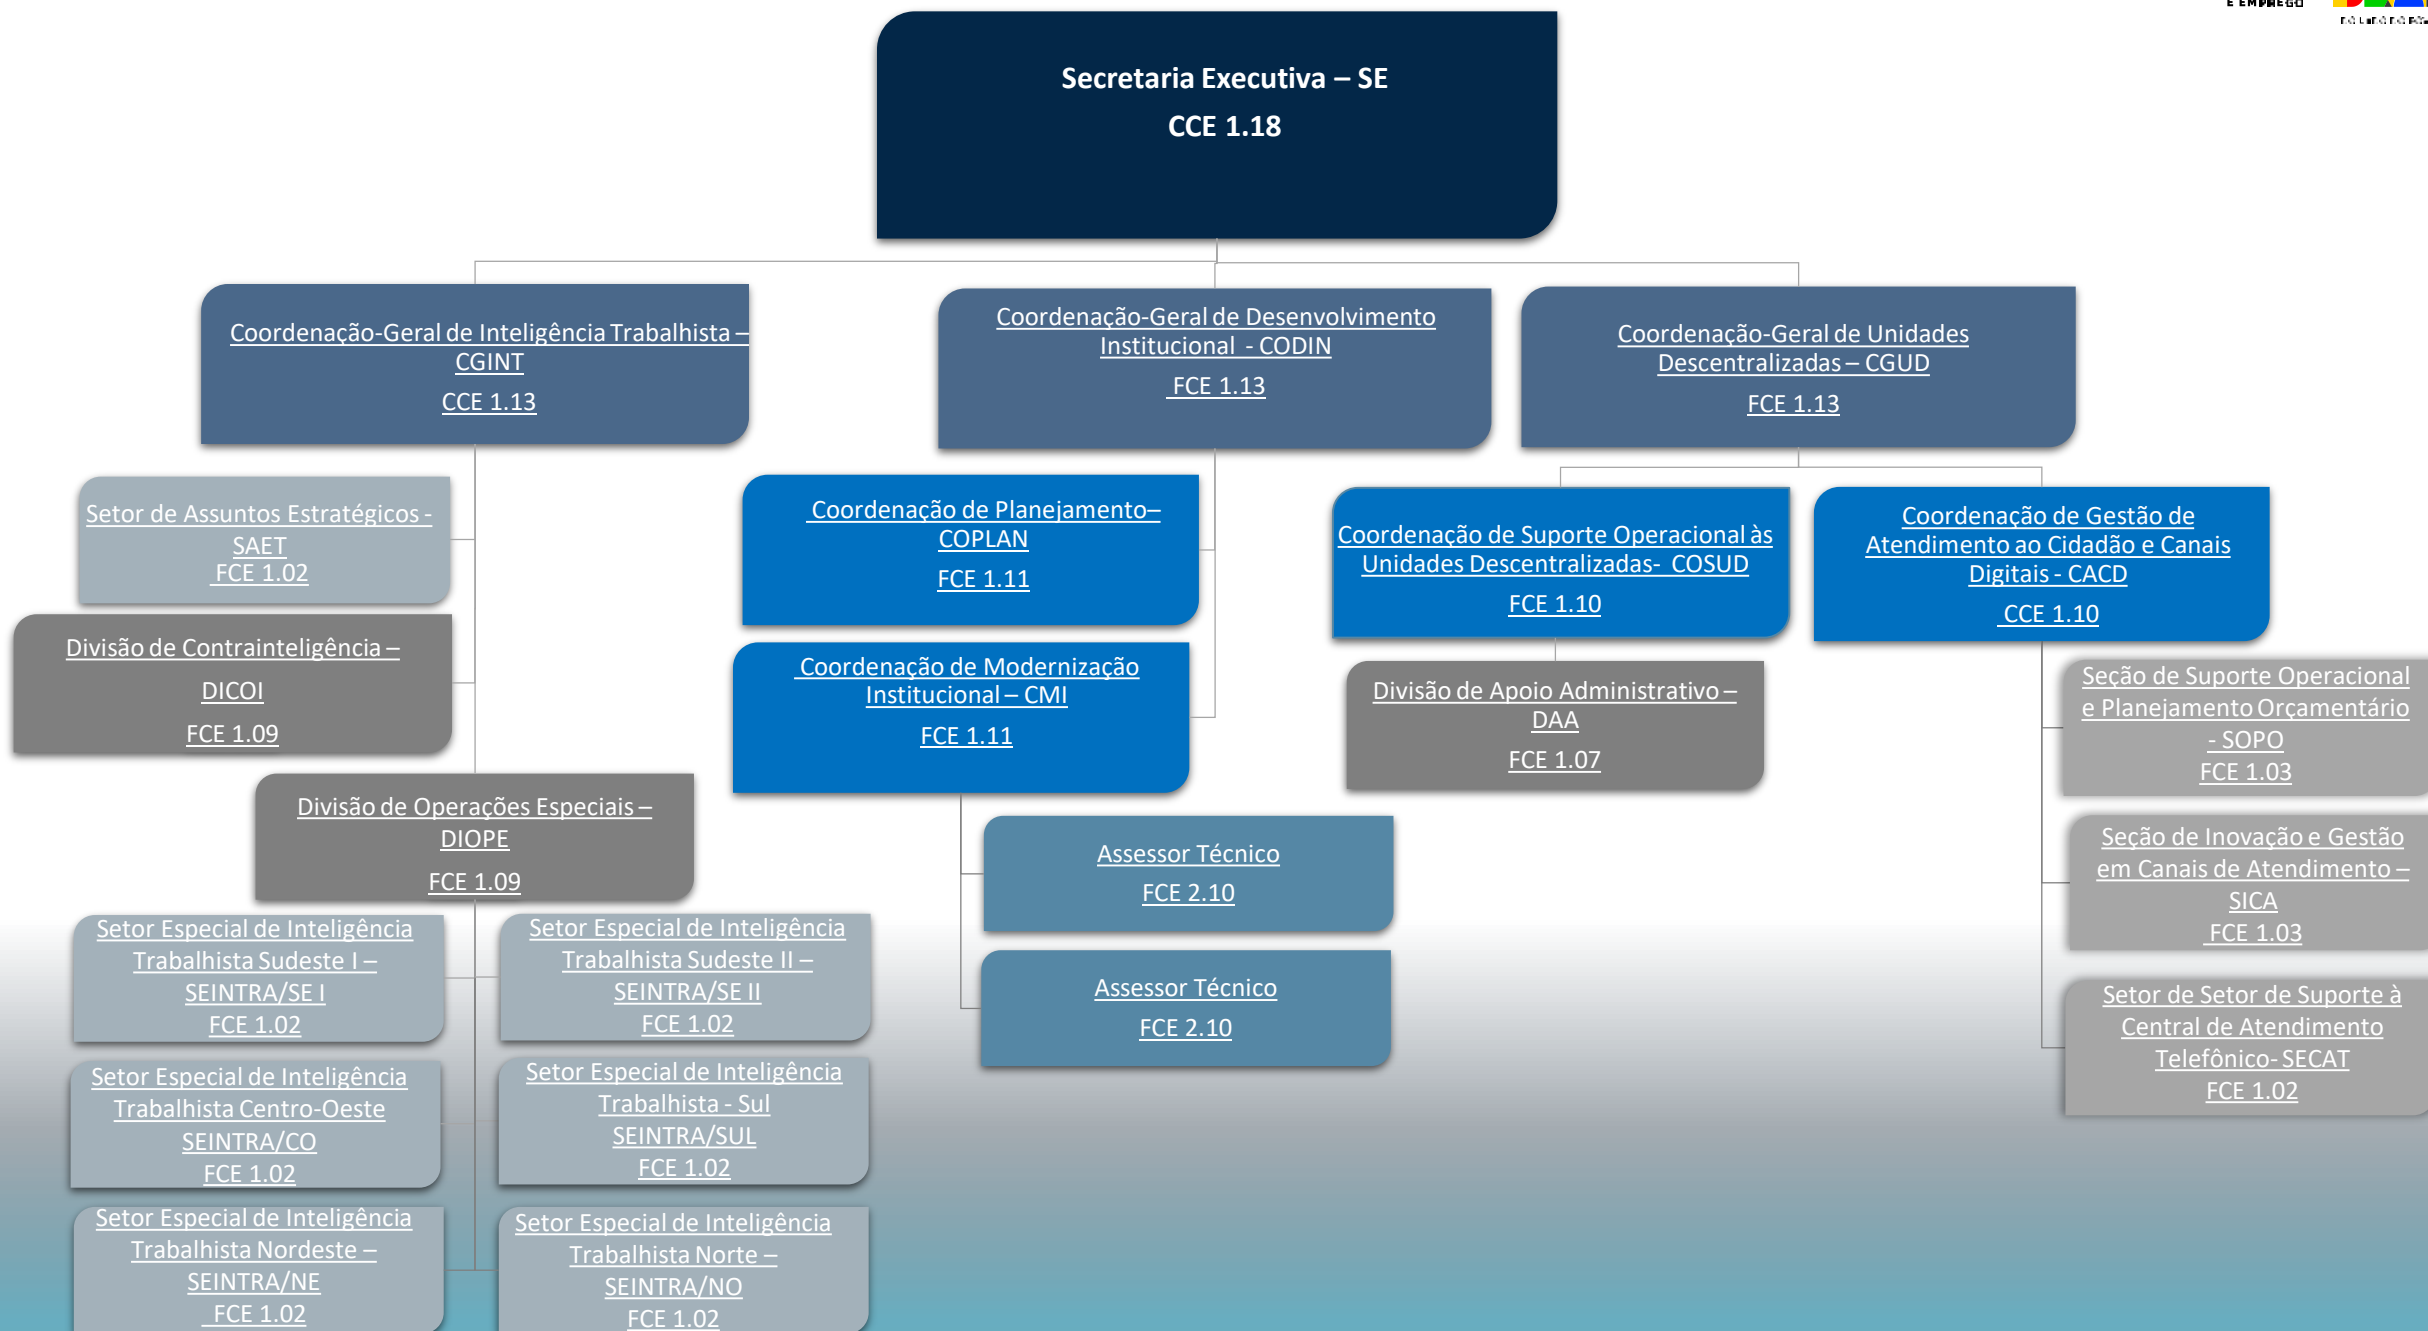 E EMPREGO
Secretaria Executiva – SE
CCE 1.18
Coordenação-Geral de Inteligência Trabalhista –
CGINT
CCE 1.13
Coordenação-Geral de Desenvolvimento
Institucional - CODIN
FCE 1.13
Coordenação-Geral de Unidades
Descentralizadas – CGUD
FCE 1.13
Setor de Assuntos Estratégicos -
SAET
FCE 1.02
Divisão de Contrainteligência –
DICOI
FCE 1.09
Divisão de Operações Especiais –
DIOPE
FCE 1.09
Setor Especial de Inteligência
Trabalhista Sudeste I –
SEINTRA/SE I
FCE 1.02
Setor Especial de Inteligência
Trabalhista Sudeste II –
SEINTRA/SE II
FCE 1.02
Setor Especial de Inteligência
Trabalhista Centro-Oeste
SEINTRA/CO
FCE 1.02
Setor Especial de Inteligência
Trabalhista - Sul
SEINTRA/SUL
FCE 1.02
Setor Especial de Inteligência
Trabalhista Nordeste –
SEINTRA/NE
FCE 1.02
Setor Especial de Inteligência
Trabalhista Norte –
SEINTRA/NO
FCE 1.02
Coordenação de Planejamento–
COPLAN
FCE 1.11
Coordenação de Modernização
Institucional – CMI
FCE 1.11
Assessor Técnico
FCE 2.10
Assessor Técnico
FCE 2.10
Coordenação de Suporte Operacional às
Unidades Descentralizadas- COSUD
FCE 1.10
Divisão de Apoio Administrativo –
DAA
FCE 1.07
Coordenação de Gestão de
Atendimento ao Cidadão e Canais
Digitais - CACD
CCE 1.10
Seção de Suporte Operacional
e Planejamento Orçamentário
- SOPO
FCE 1.03
Seção de Inovação e Gestão
em Canais de Atendimento –
SICA
FCE 1.03
Setor de Setor de Suporte à
Central de Atendimento
Telefônico- SECAT
FCE 1.02